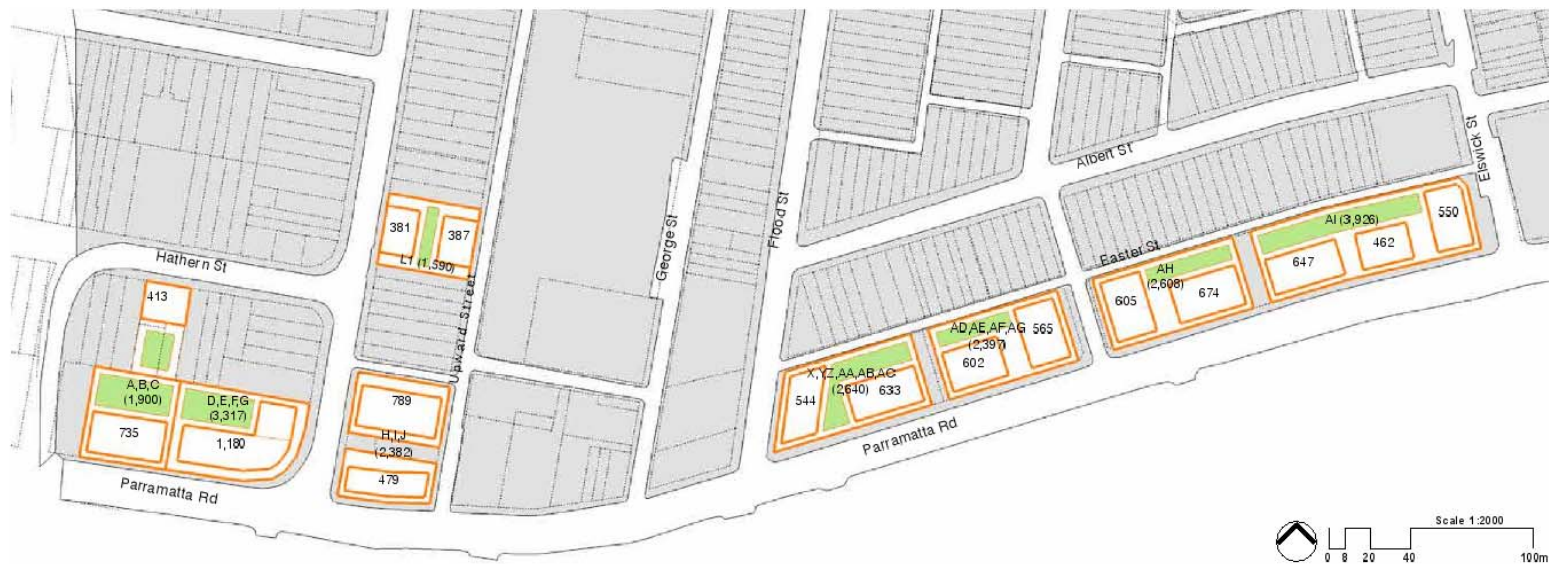 Elswick St
Albert St
Flood St
George St
381
387
L1 (1,590)
Upward Street
Hathern St
413
Easter St
AI (3,926)
550
647
462
AH
(2,608)
605
674
AD,AE,AF,AG
(2,397)
565
602
X,YZ,AA,AB,AC
(2,640)
544
633
A,B,C
(1,900)
D,E,F,G
(3,317)
735
1,180
789
H,I,J
(2,382)
479
Parramatta Rd
Parramatta Rd
Scale 1:2000
0 8 20 40 100m